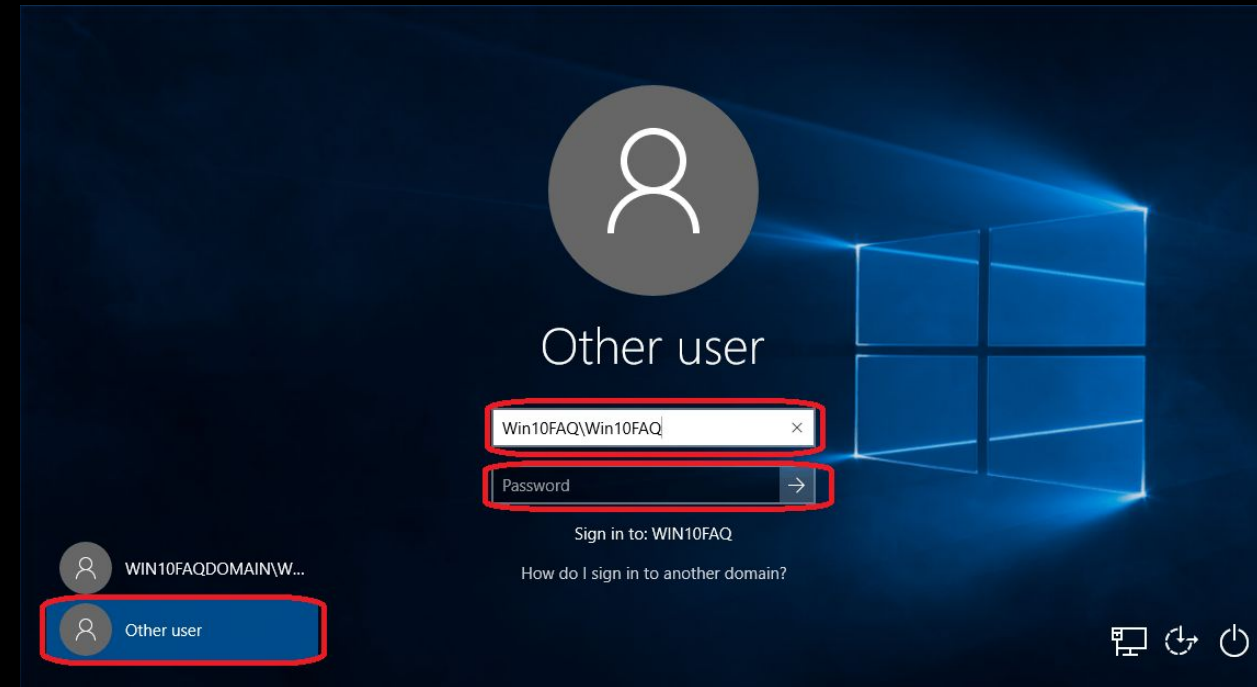 Other user
Win10FAQ\Win10FAQ
Password
Sign in to: WIN10FAQ
How do I sign in to another domain?
WIN10FAQDOMAIN\W...
Other user